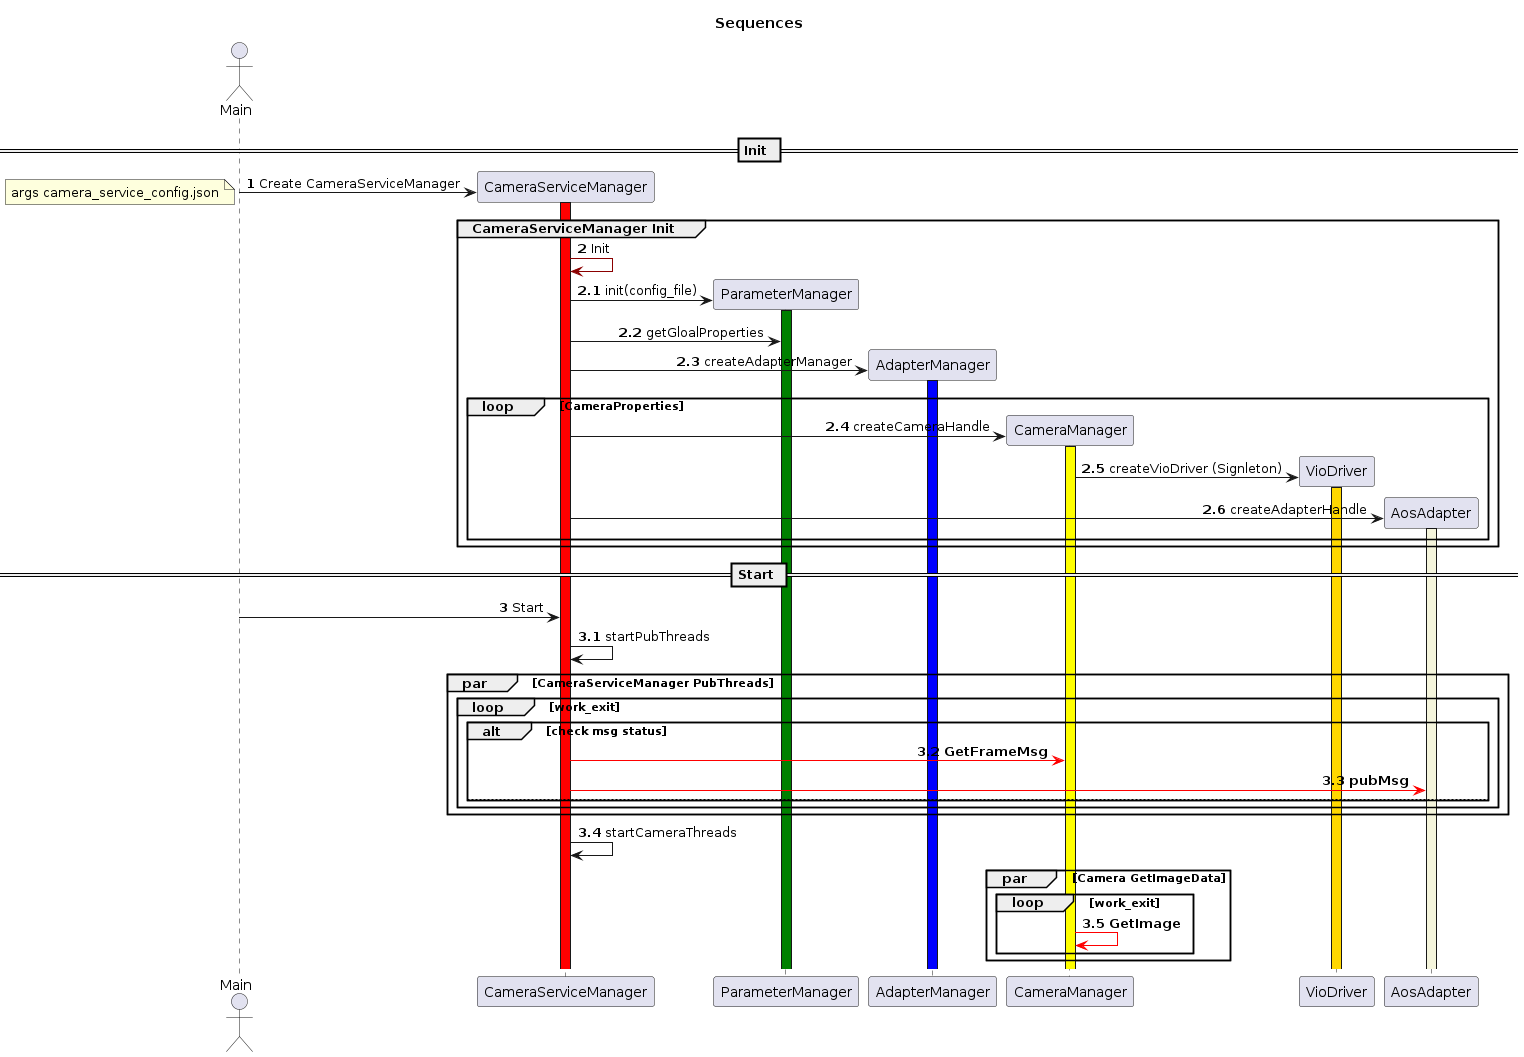 Sequences
Main
Init
args camera_service_config.json
1 Create CameraServiceManager
CameraServiceManager
CameraServiceManager Init
2 Init
2.1 init(config_file)
ParameterManager
2.2 getGloalProperties
2.3 createAdapterManager
AdapterManager
loop [CameraProperties]
2.4 createCameraHandle
CameraManager
2.5 createVioDriver (Signleton)
VioDriver
2.6 createAdapterHandle
AosAdapter
Start
3 Start
3.1 startPubThreads
par [CameraServiceManager PubThreads]
loop [work_exit]
alt [check msg status]
3.2 GetFrameMsg
3.3 pubMsg
3.4 startCameraThreads
par [Camera GetImageData]
loop [work_exit]
3.5 GetImage
Main
CameraServiceManager
ParameterManager
AdapterManager
CameraManager
VioDriver
AosAdapter